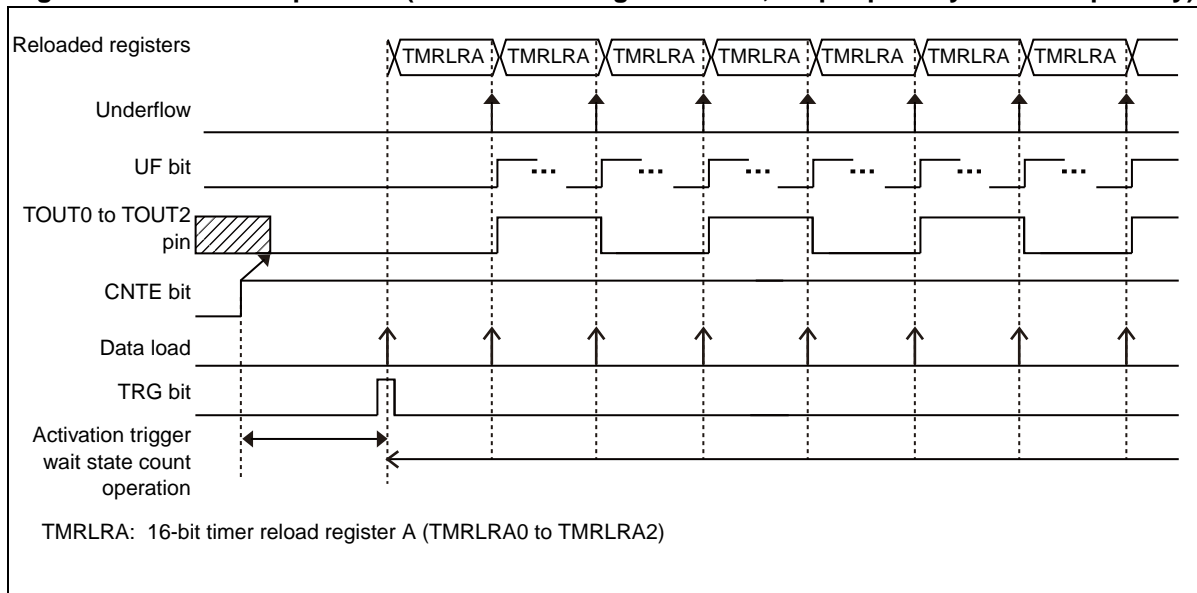 Reloaded registers
TMRLRA TMRLRA TMRLRA TMRLRA TMRLRA TMRLRA TMRLRA
Underflow
UF bit
... ... ... ... ... ...
TOUT0 to TOUT2
pin
CNTE bit
Data load
TRG bit
Activation trigger
wait state count
operation
TMRLRA: 16-bit timer reload register A (TMRLRA0 to TMRLRA2)